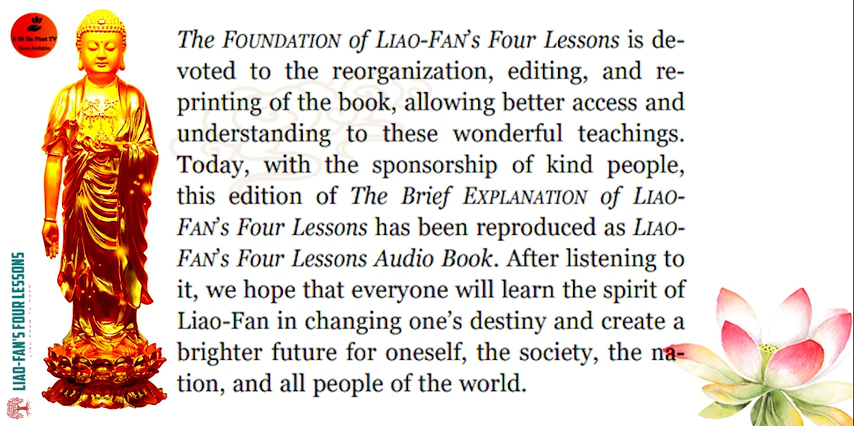 A Di Da Phat TV
The FOUNDATION of LIAO-FAN's Four Lessons is de-
voted to the reorganization, editing, and re-
printing of the book, allowing better access and
understanding to these wonderful teachings.
Today, with the sponsorship of kind people,
this edition of The Brief EXPLANATION of LIAO-
FAN's Four Lessons has been reproduced as LIAO-
FAN's Four Lessons Audio Book. After listening to
it, we hope that everyone will learn the spirit of
Liao-Fan in changing one's destiny and create a
brighter future for oneself, the society, the na-
tion, and all people of the world.
LIAO-FAN'S FOUR LESSONS